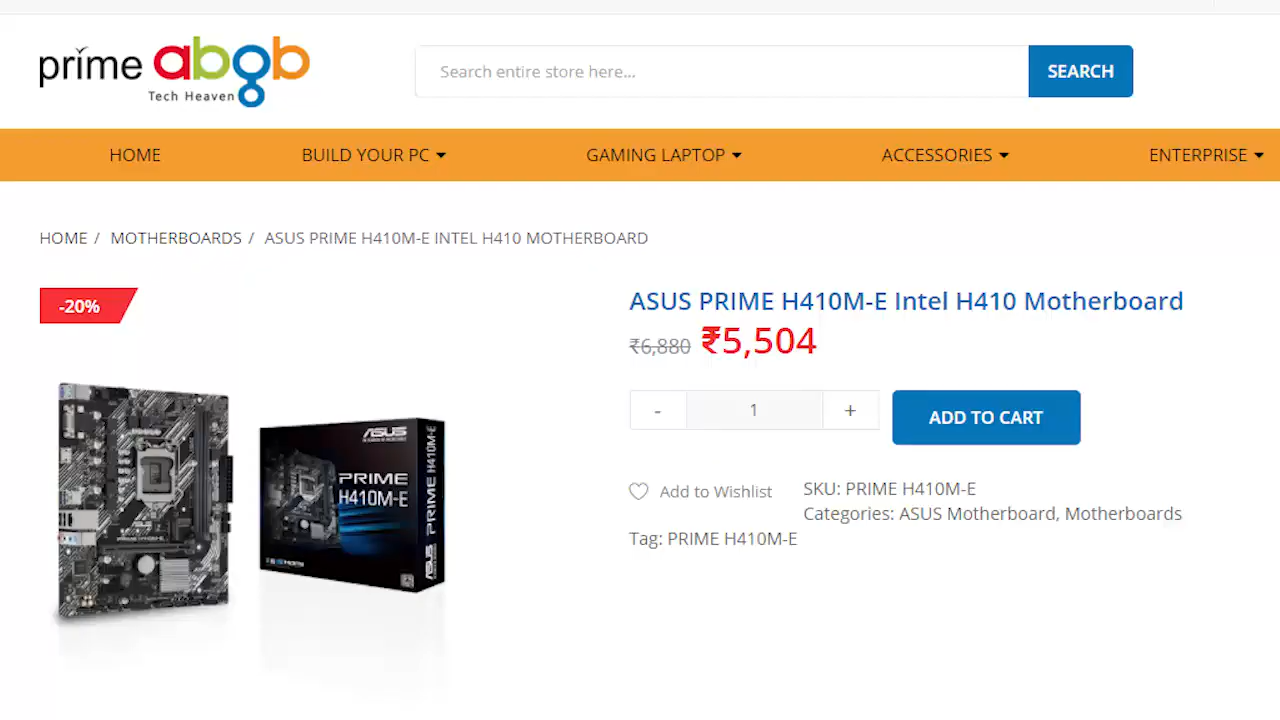 prime abgb
Tech Heaven
Search entire store here...
SEARCH
HOME
BUILD YOUR PC
GAMING LAPTOP
ACCESSORIES
ENTERPRISE
HOME / MOTHERBOARDS / ASUS PRIME H410M-E INTEL H410 MOTHERBOARD
-20%
ASUS PRIME H410M-E Intel H410 Motherboard
₹6,880 ₹5,504
- 1 +
ADD TO CART
Add to Wishlist
SKU: PRIME H410M-E
Categories: ASUS Motherboard, Motherboards
Tag: PRIME H410M-E
ASUS
PRIME
H410M-E
ASUS PRIME H410M-E